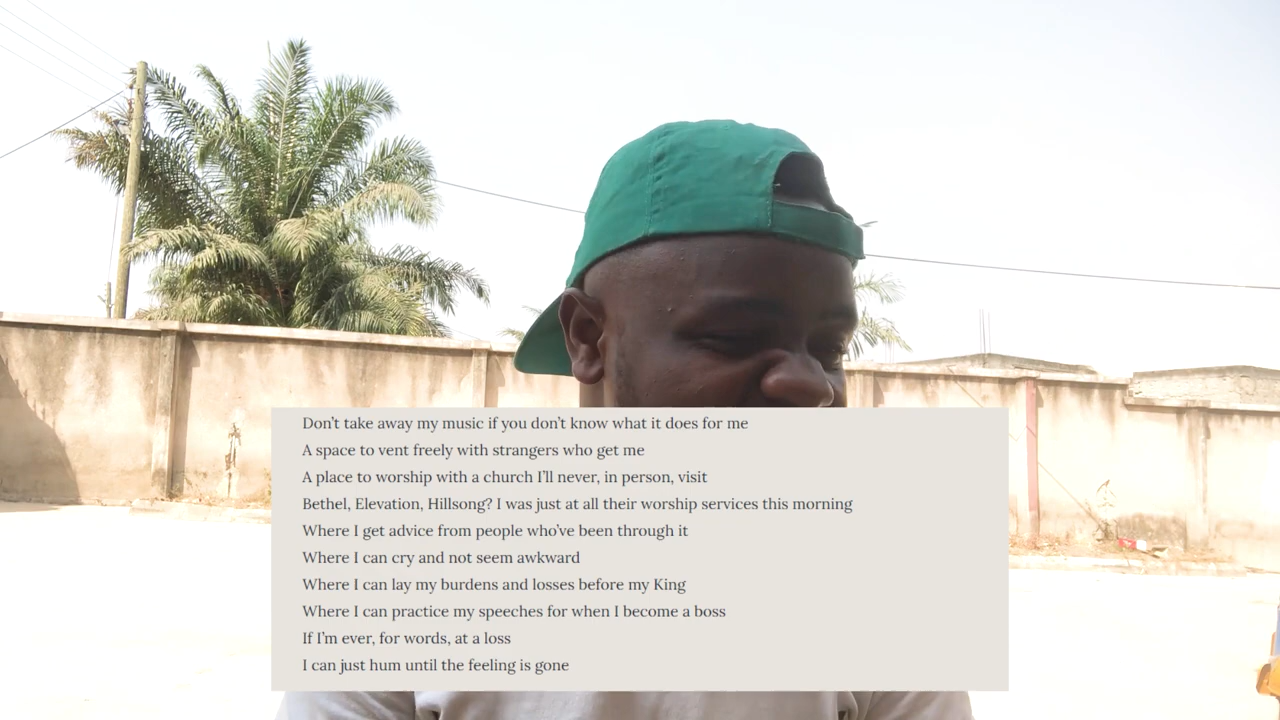 Don’t take away my music if you don’t know what it does for me
A space to vent freely with strangers who get me
A place to worship with a church I’ll never, in person, visit
Bethel, Elevation, Hillsong? I was just at all their worship services this morning
Where I get advice from people who’ve been through it
Where I can cry and not seem awkward
Where I can lay my burdens and losses before my King
Where I can practice my speeches for when I become a boss
If I’m ever, for words, at a loss
I can just hum until the feeling is gone